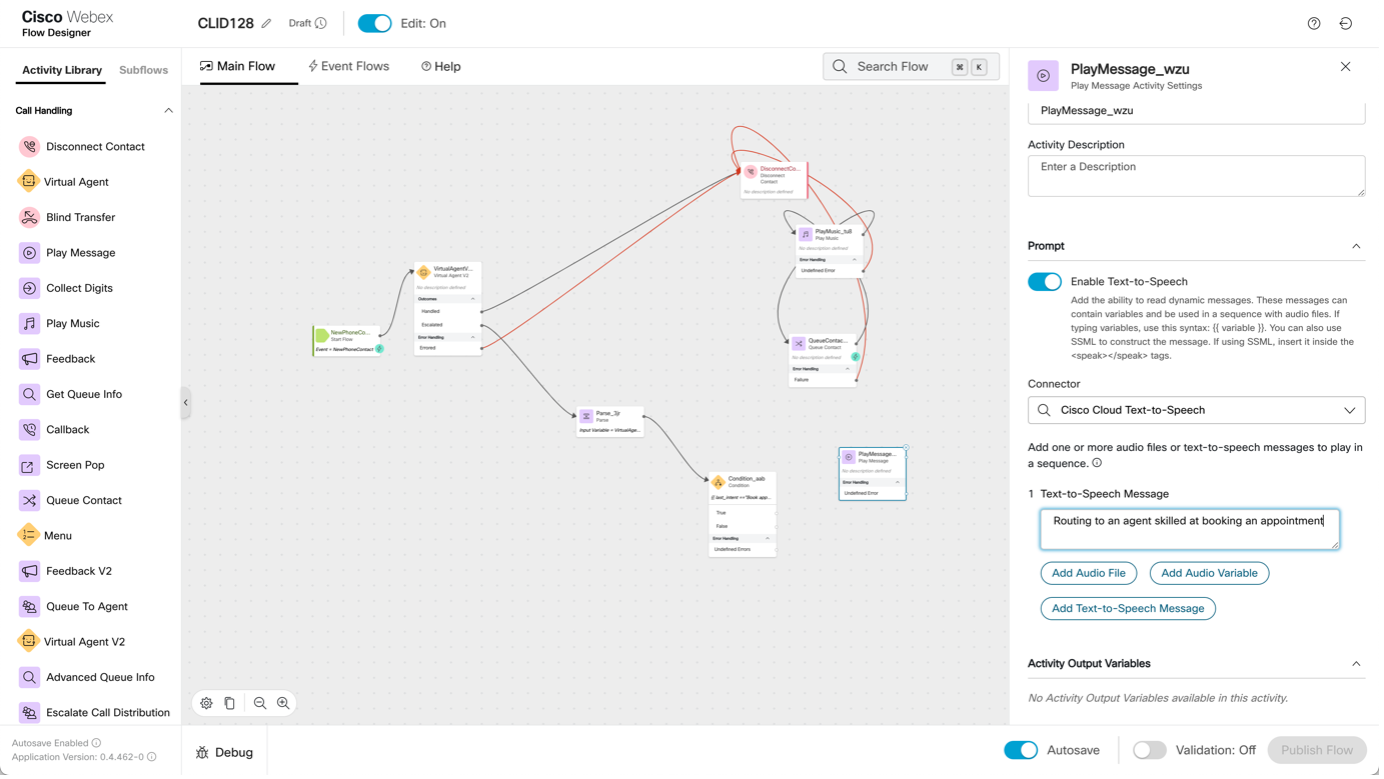 Cisco Webex
Flow Designer
CLID128
Draft
Edit: On
Activity Library
Subflows
Call Handling
Disconnect Contact
Virtual Agent
Blind Transfer
Play Message
Collect Digits
Play Music
Feedback
Get Queue Info
Callback
Screen Pop
Queue Contact
Menu
Feedback V2
Queue To Agent
Virtual Agent V2
Advanced Queue Info
Escalate Call Distribution
Autosave Enabled
Application Version: 0.4.462-0
Main Flow
Event Flows
Help
Search Flow
⌘ K
NewPhoneCo...
Start Flow
Event = NewPhoneContact
VirtualAgentV...
Virtual Agent V2
No description defined
Outcomes
Handled
Escalated
Error Handling
Errored
DisconnectCo...
Disconnect
Contact
No description defined
PlayMusic_tull
Play Music
No description defined
Error Handling
Undefined Error
QueueContac...
Queue Contact
No description defined
Error Handling
Failure
Parse_3jr
Parse
Input Variable = VirtualAge...
Condition_aab
Condition
True
False
Error Handling
Undefined Errors
PlayMessage...
Play Message
No description defined
Error Handling
Undefined Error
Debug
PlayMessage_wzu
Play Message Activity Settings
PlayMessage_wzu
Activity Description
Enter a Description
Prompt
Enable Text-to-Speech
Add the ability to read dynamic messages. These messages can
contain variables and be used in a sequence with audio files. If
typing variables, use this syntax: {{ variable }}. You can also use
SSML to construct the message. If using SSML, insert it inside the
<speak></speak> tags.
Connector
Cisco Cloud Text-to-Speech
Add one or more audio files or text-to-speech messages to play in
a sequence.
1 Text-to-Speech Message
Routing to an agent skilled at booking an appointment
Add Audio File
Add Audio Variable
Add Text-to-Speech Message
Activity Output Variables
No Activity Output Variables available in this activity.
Autosave
Validation: Off
Publish Flow